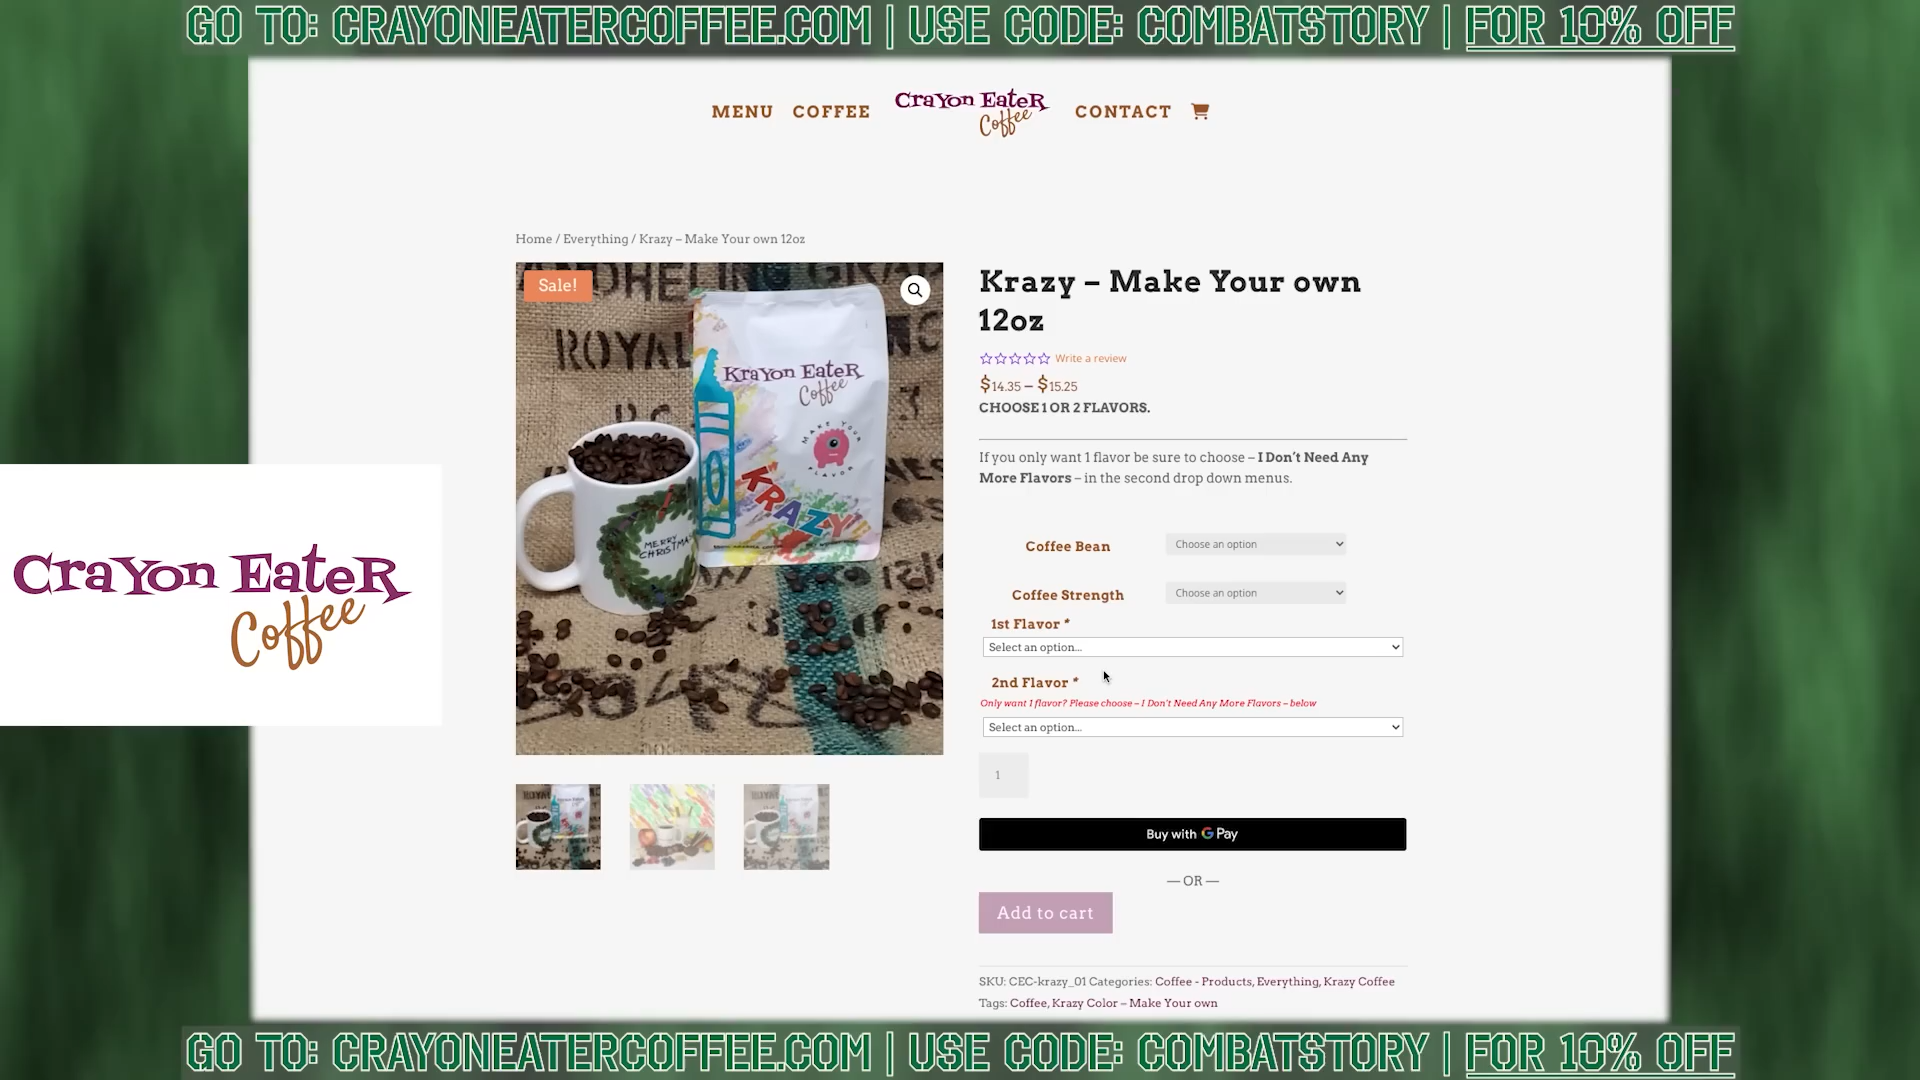 GO TO: CRAYONEATERCOFFEE.COM | USE CODE: COMBATSTORY | FOR 10% OFF
MENU COFFEE CraYon EateR Coffee CONTACT
Home / Everything / Krazy – Make Your own 12oz
Sale!
ROYAL
KraYon EateR
Coffee
MAKE YOUR
FLAVOR
KRAZY
MERRY
CHRISTMAS
Krazy – Make Your own
12oz
Write a review
$14.35 – $15.25
CHOOSE 1 OR 2 FLAVORS.
If you only want 1 flavor be sure to choose – I Don't Need Any
More Flavors – in the second drop down menus.
Coffee Bean Choose an option
Coffee Strength Choose an option
1st Flavor *
Select an option...
2nd Flavor *
Only want 1 flavor? Please choose – I Don't Need Any More Flavors – below
Select an option...
1
Buy with G Pay
— OR —
Add to cart
SKU: CEC-krazy_01 Categories: Coffee - Products, Everything, Krazy Coffee
Tags: Coffee, Krazy Color – Make Your own
CraYon EateR
Coffee
GO TO: CRAYONEATERCOFFEE.COM | USE CODE: COMBATSTORY | FOR 10% OFF